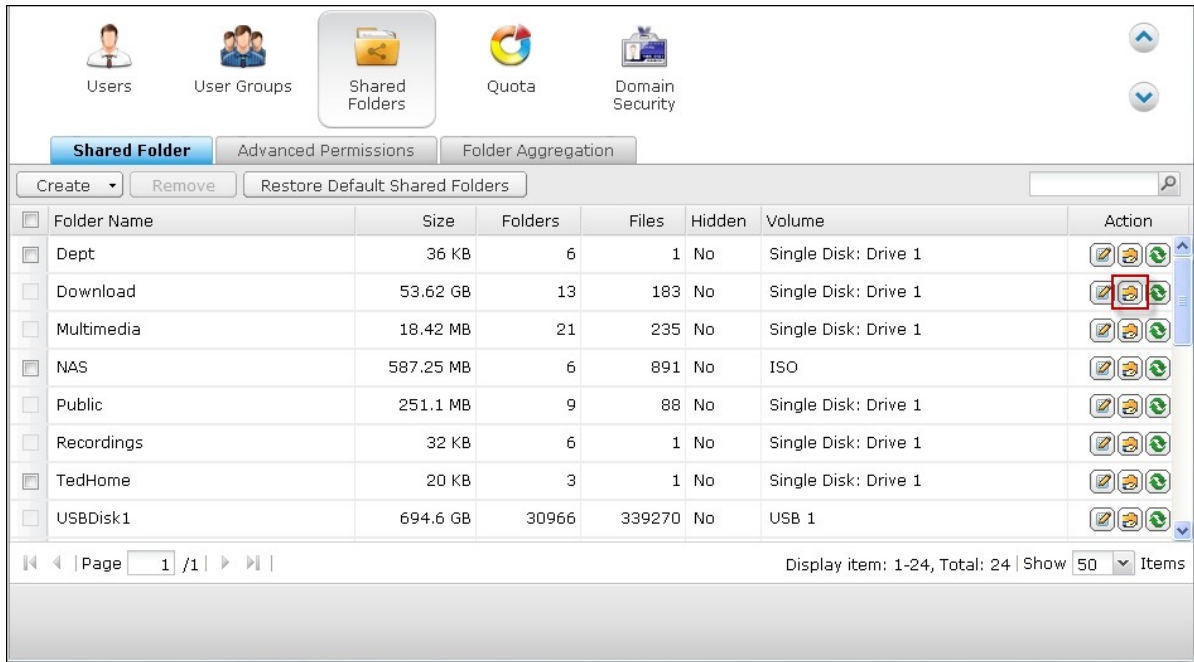 Users User Groups Shared Folders Quota Domain Security
Shared Folder Advanced Permissions Folder Aggregation
Create Remove Restore Default Shared Folders
Folder Name Size Folders Files Hidden Volume Action
Dept 36 KB 6 1 No Single Disk: Drive 1
Download 53.62 GB 13 183 No Single Disk: Drive 1
Multimedia 18.42 MB 21 235 No Single Disk: Drive 1
NAS 587.25 MB 6 891 No ISO
Public 251.1 MB 9 88 No Single Disk: Drive 1
Recordings 32 KB 6 1 No Single Disk: Drive 1
TedHome 20 KB 3 1 No Single Disk: Drive 1
USBDisk1 694.6 GB 30966 339270 No USB 1
Page 1 /1 Display item: 1-24, Total: 24 Show 50 Items